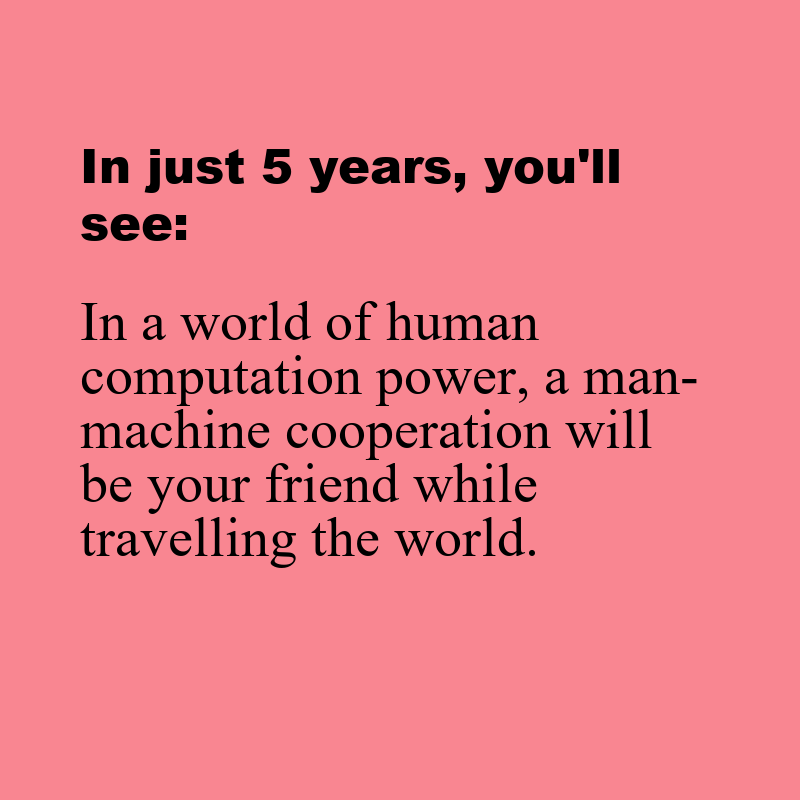 In just 5 years, you'll
see:
In a world of human
computation power, a man-
machine cooperation will
be your friend while
travelling the world.